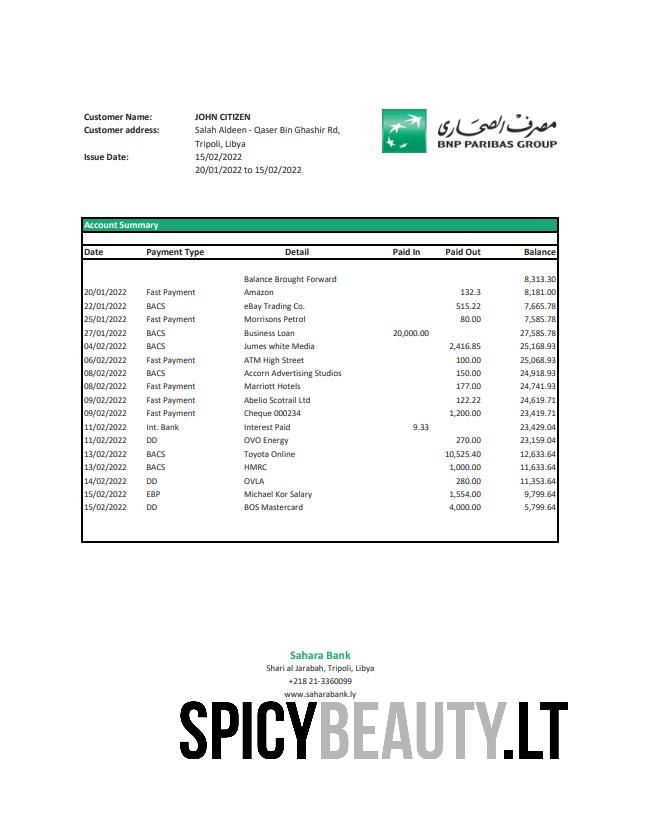 Customer Name: JOHN CITIZEN
Customer address: Salah Aldeen - Qaser Bin Ghashir Rd,
Tripoli, Libya
Issue Date: 15/02/2022
20/01/2022 to 15/02/2022
مصرف الصحارى
BNP PARIBAS GROUP
Account Summary
Date Payment Type Detail Paid In Paid Out Balance
Balance Brought Forward 8,313.30
20/01/2022 Fast Payment Amazon 132.3 8,181.00
22/01/2022 BACS eBay Trading Co. 515.22 7,665.78
25/01/2022 Fast Payment Morrisons Petrol 80.00 7,585.78
27/01/2022 BACS Business Loan 20,000.00 27,585.78
04/02/2022 BACS Jumes white Media 2,416.85 25,168.93
06/02/2022 Fast Payment ATM High Street 100.00 25,068.93
08/02/2022 BACS Accorn Advertising Studios 150.00 24,918.93
08/02/2022 Fast Payment Marriott Hotels 177.00 24,741.93
09/02/2022 Fast Payment Abelio Scotrail Ltd 122.22 24,619.71
09/02/2022 Fast Payment Cheque 000234 1,200.00 23,419.71
11/02/2022 Int. Bank Interest Paid 9.33 23,429.04
11/02/2022 DD OVO Energy 270.00 23,159.04
13/02/2022 BACS Toyota Online 10,525.40 12,633.64
13/02/2022 BACS HMRC 1,000.00 11,633.64
14/02/2022 DD OVLA 280.00 11,353.64
15/02/2022 EBP Michael Kor Salary 1,554.00 9,799.64
15/02/2022 DD BOS Mastercard 4,000.00 5,799.64
Sahara Bank
Shari al Jarabah, Tripoli, Libya
+218 21-3360099
www.saharabank.ly
SPICYBEAUTY.LT